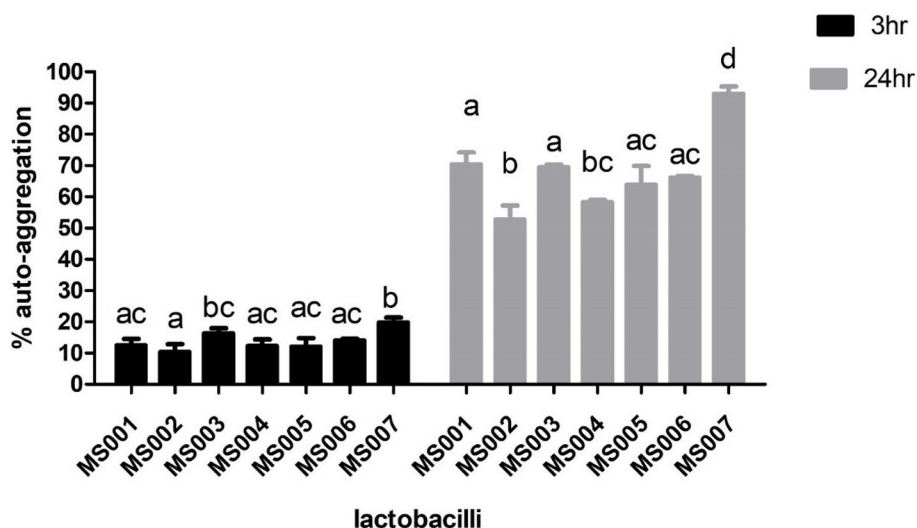 3hr
24hr
% auto-aggregation
100
90
80
70
60
50
40
30
20
10
0
ac
a
bc
ac
ac
ac
b
a
b
a
bc
ac
ac
d
MS001
MS002
MS003
MS004
MS005
MS006
MS007
MS001
MS002
MS003
MS004
MS005
MS006
MS007
lactobacilli